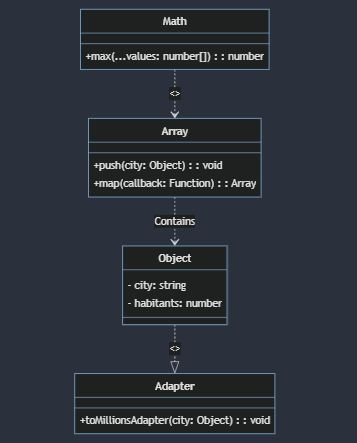 Math
+max(...values: number[]) : : number
<>
Array
+push(city: Object) : : void
+map(callback: Function) : : Array
Contains
Object
- city: string
- habitants: number
<>
Adapter
+toMillionsAdapter(city: Object) : : void